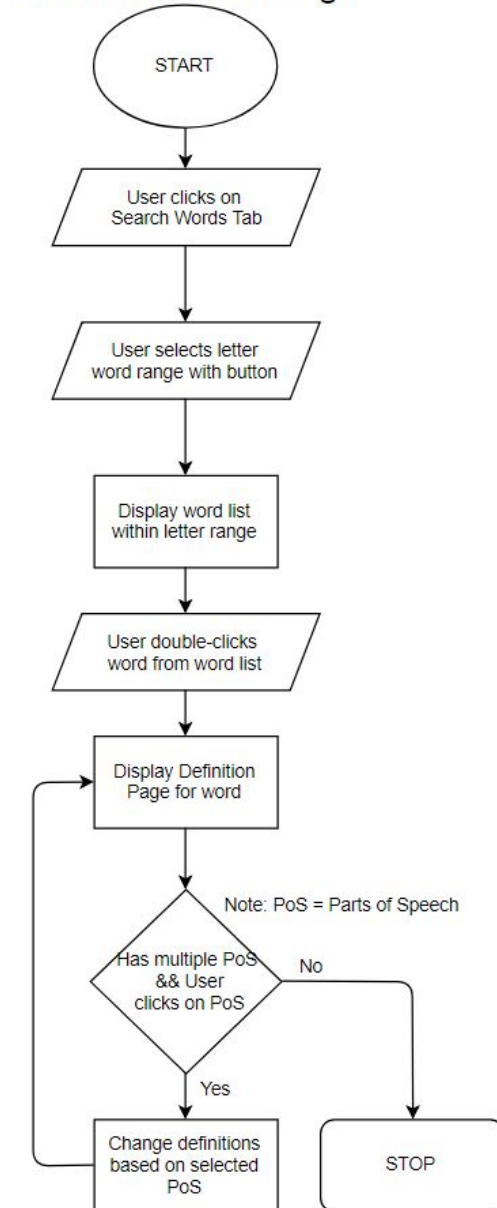 START
User clicks on
Search Words Tab
User selects letter
word range with button
Display word list
within letter range
User double-clicks
word from word list
Display Definition
Page for word
Note: PoS = Parts of Speech
Has multiple PoS
&& User
clicks on PoS
No
Yes
Change definitions
based on selected
PoS
STOP